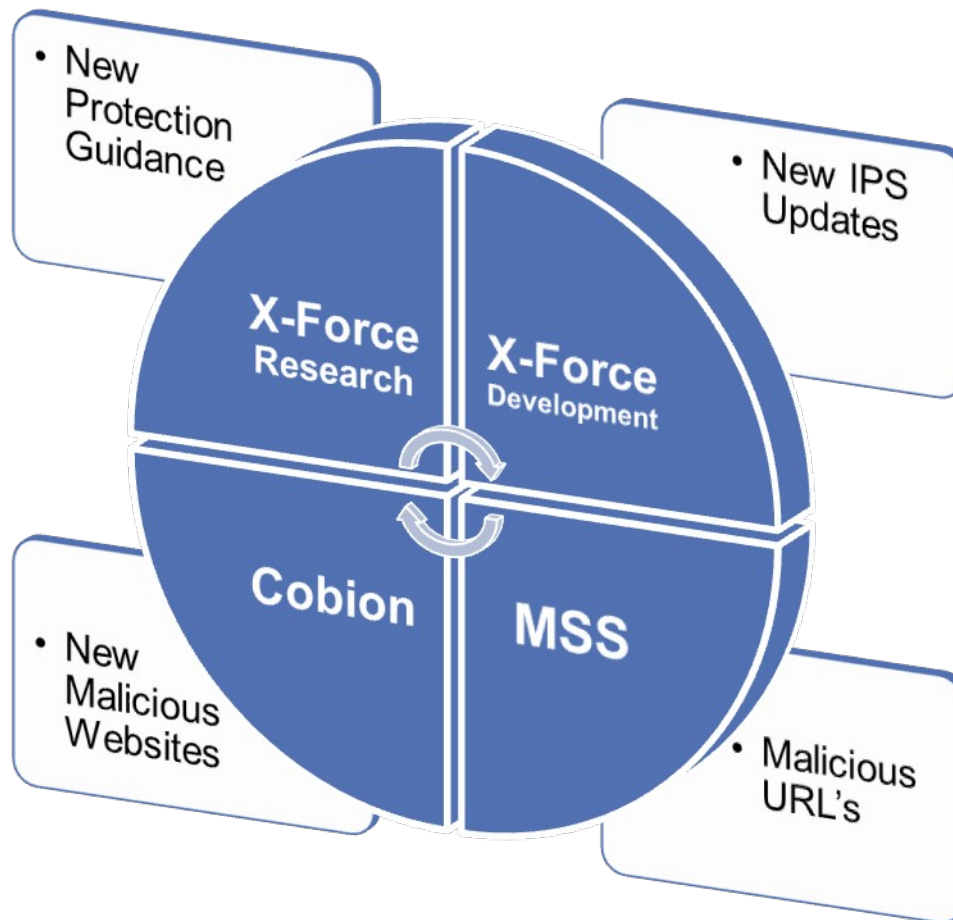 • New
Protection
Guidance
• New IPS
Updates
X-Force
Research
X-Force
Development
Cobion
MSS
• New
Malicious
Websites
• Malicious
URL's